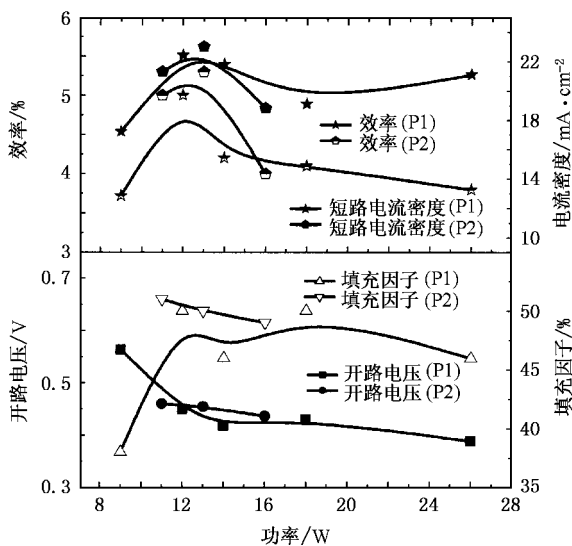 6
5
4
3
效率/%
22
18
14
10
电流密度/mA·cm⁻²
效率(P1)
效率(P2)
短路电流密度(P1)
短路电流密度(P2)
0.7
0.5
0.3
开路电压/V
55
50
45
40
35
填充因子/%
填充因子(P1)
填充因子(P2)
开路电压(P1)
开路电压(P2)
8 12 16 20 24 28
功率/W